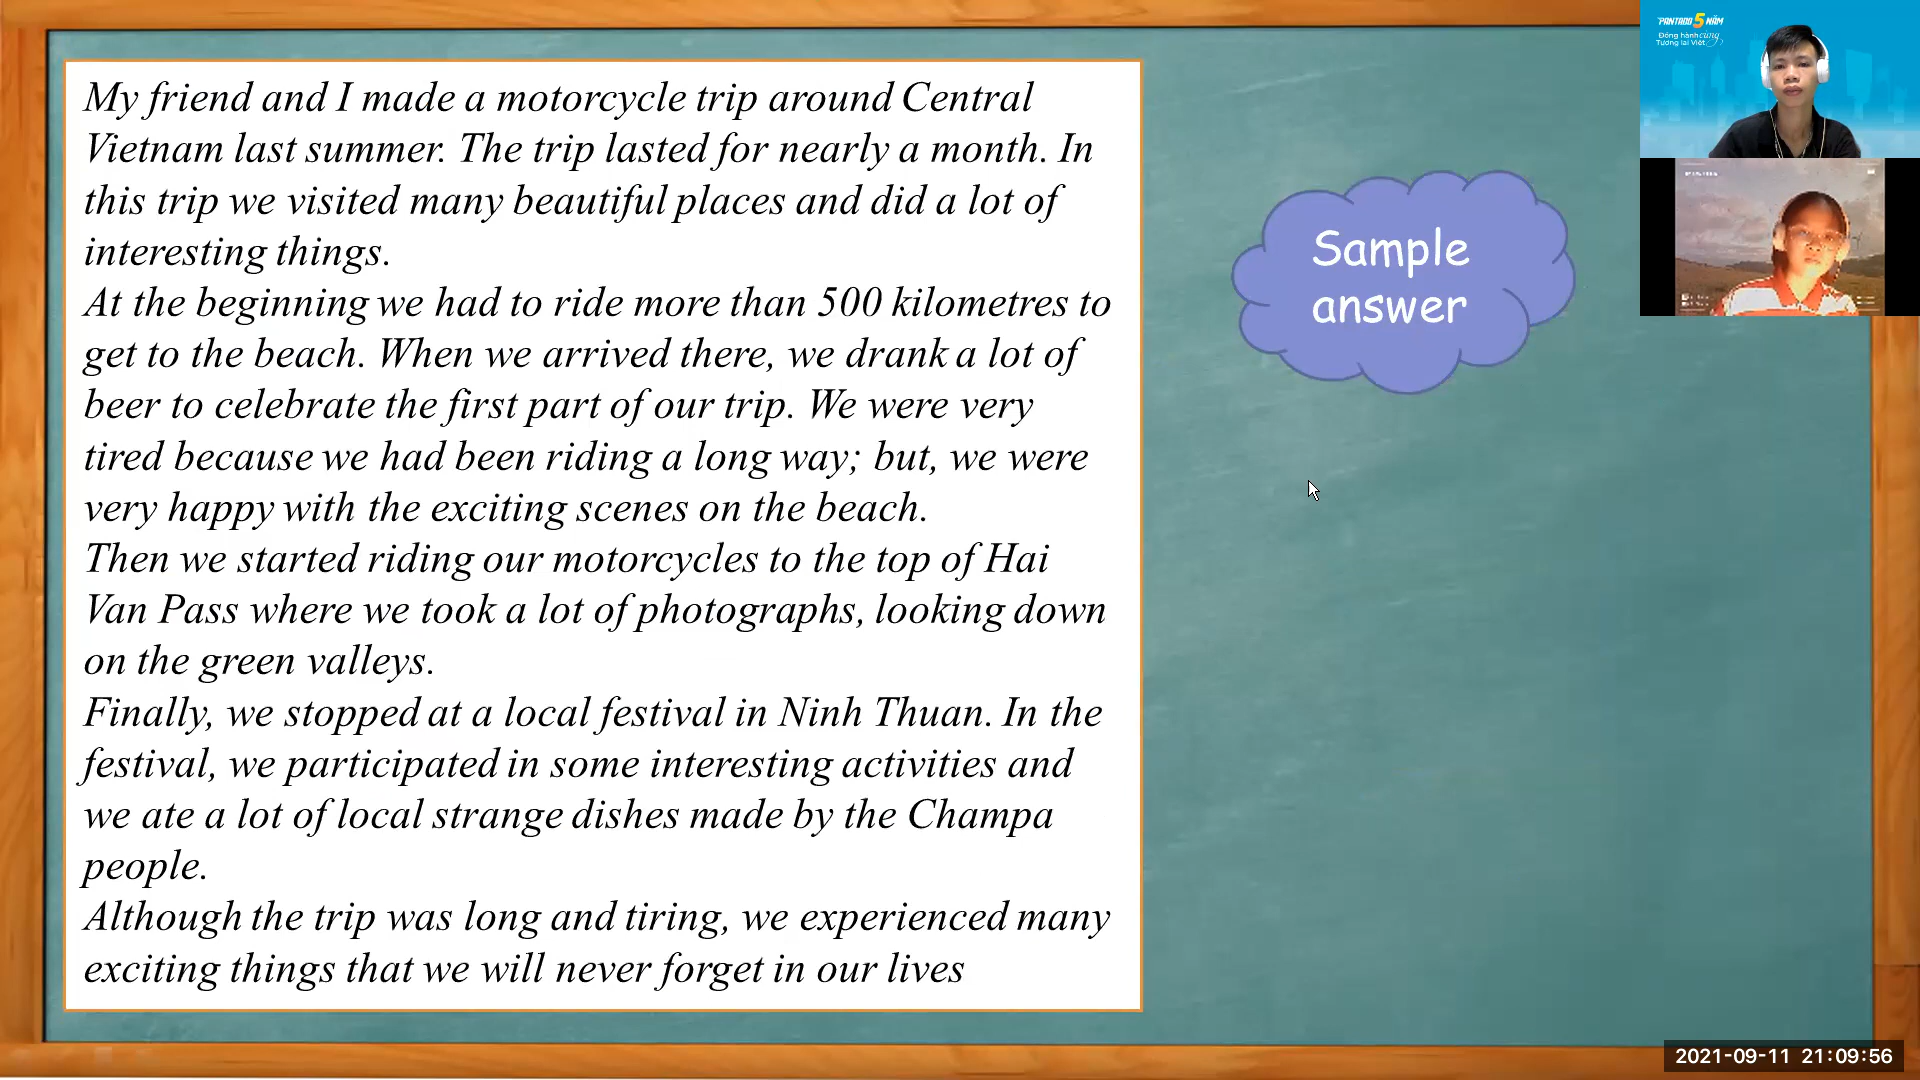 My friend and I made a motorcycle trip around Central
Vietnam last summer. The trip lasted for nearly a month. In
this trip we visited many beautiful places and did a lot of
interesting things.
At the beginning we had to ride more than 500 kilometres to
get to the beach. When we arrived there, we drank a lot of
beer to celebrate the first part of our trip. We were very
tired because we had been riding a long way; but, we were
very happy with the exciting scenes on the beach.
Then we started riding our motorcycles to the top of Hai
Van Pass where we took a lot of photographs, looking down
on the green valleys.
Finally, we stopped at a local festival in Ninh Thuan. In the
festival, we participated in some interesting activities and
we ate a lot of local strange dishes made by the Champa
people.
Although the trip was long and tiring, we experienced many
exciting things that we will never forget in our lives
Sample
answer
PANTADO 5 NĂM
Đồng hành cùng
Tương lai Việt
2021-09-11 21:09:56